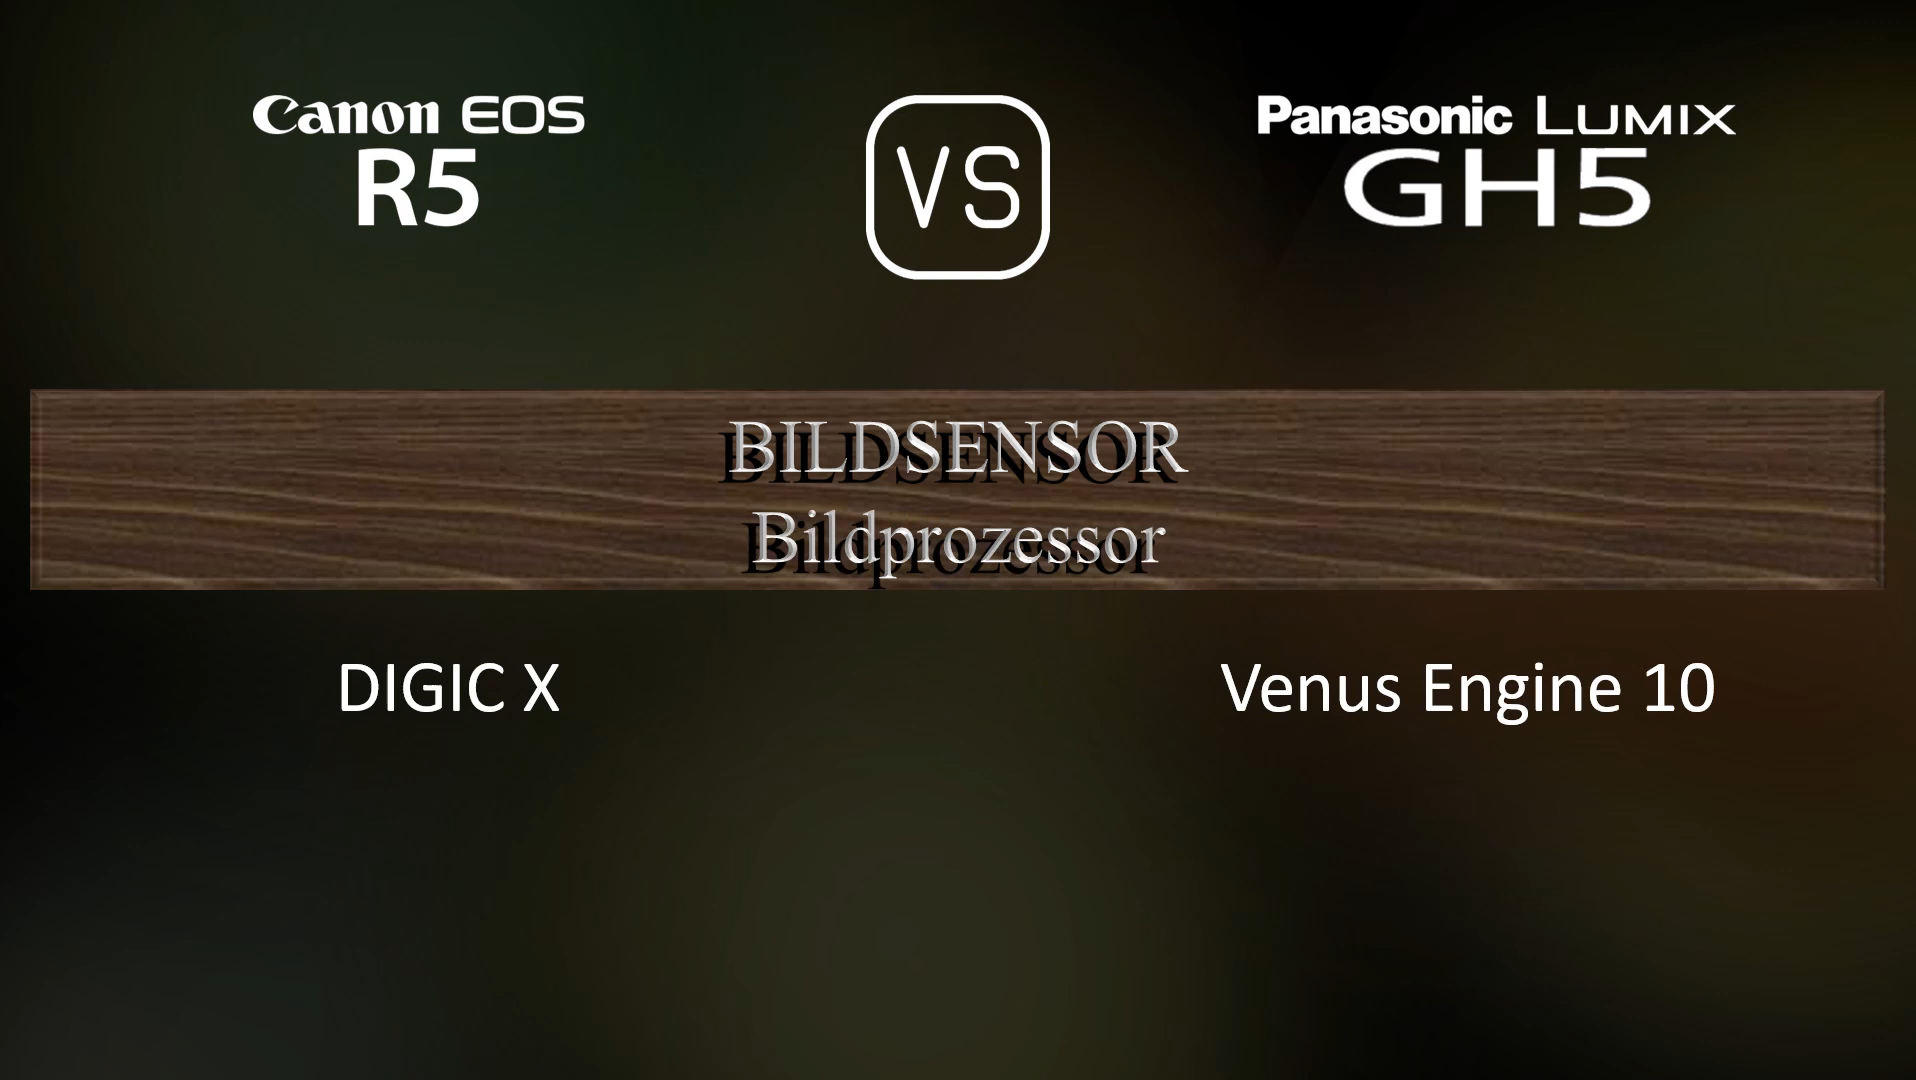 Canon EOS
R5
VS
Panasonic LUMIX
GH5
BILDSENSOR
Bildprozessor
DIGIC X
Venus Engine 10